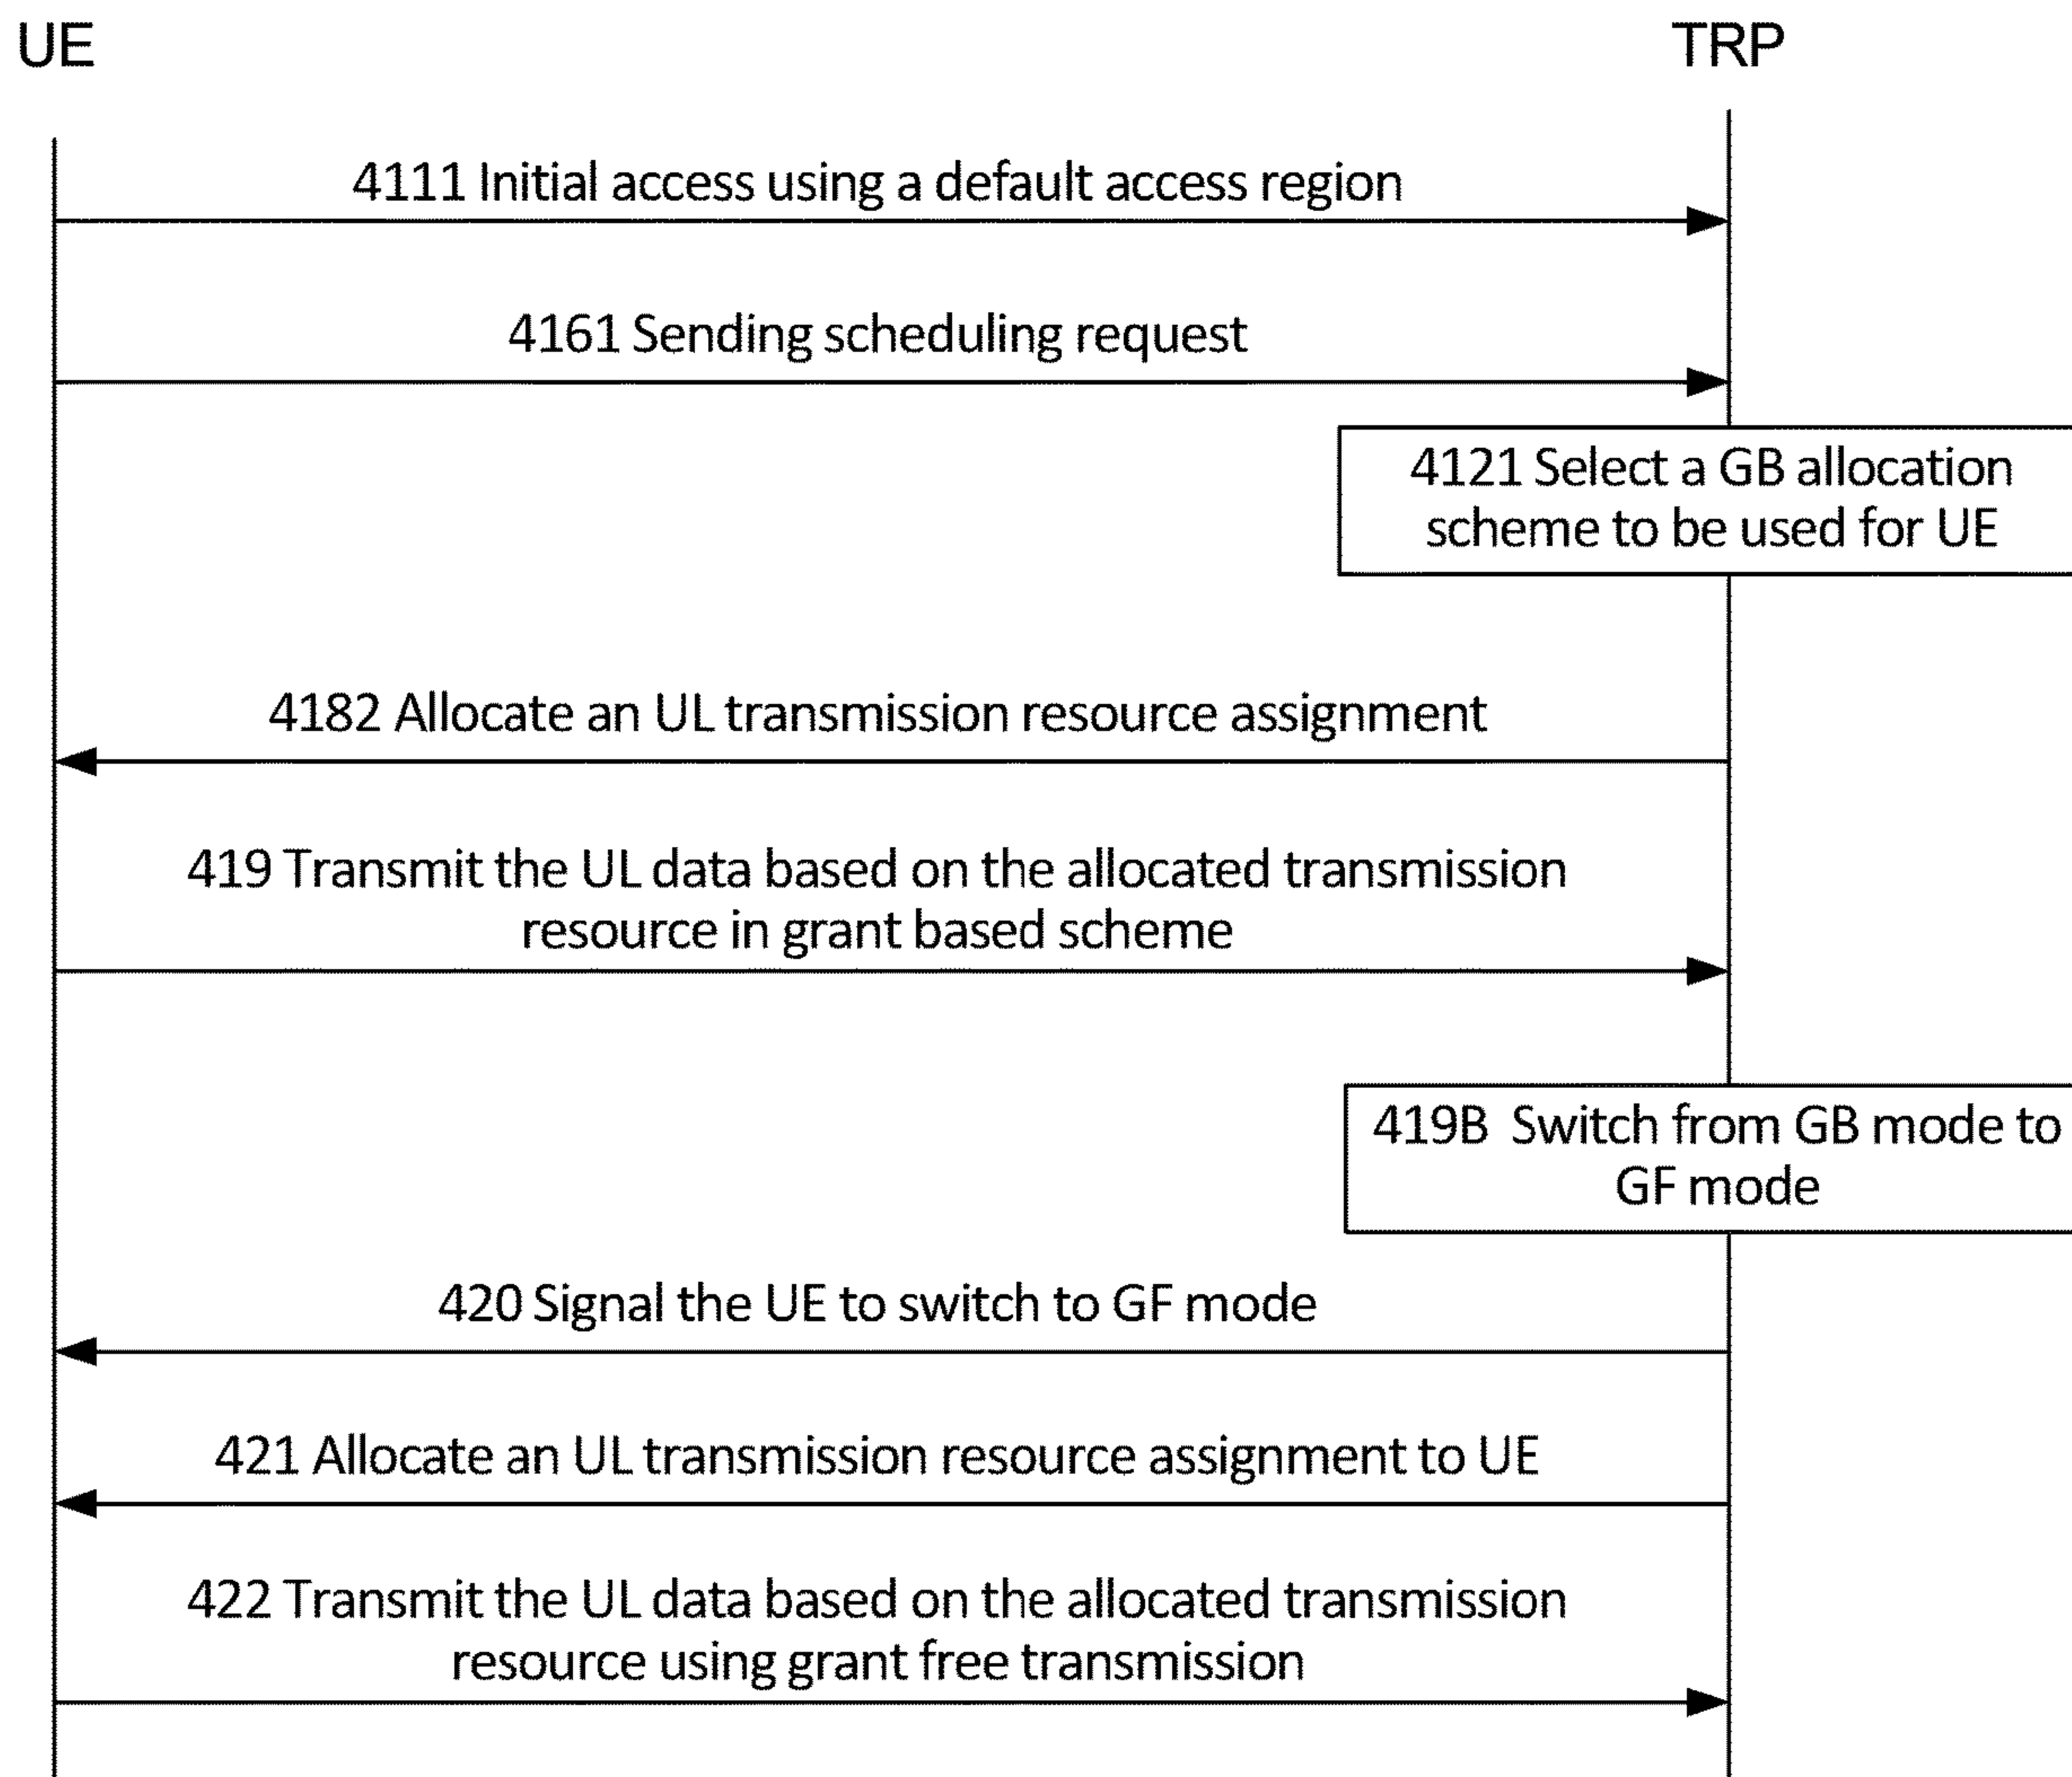 UE
TRP
4111 Initial access using a default access region
4161 Sending scheduling request
4121 Select a GB allocation
scheme to be used for UE
4182 Allocate an UL transmission resource assignment
419 Transmit the UL data based on the allocated transmission
resource in grant based scheme
419B Switch from GB mode to
GF mode
420 Signal the UE to switch to GF mode
421 Allocate an UL transmission resource assignment to UE
422 Transmit the UL data based on the allocated transmission
resource using grant free transmission